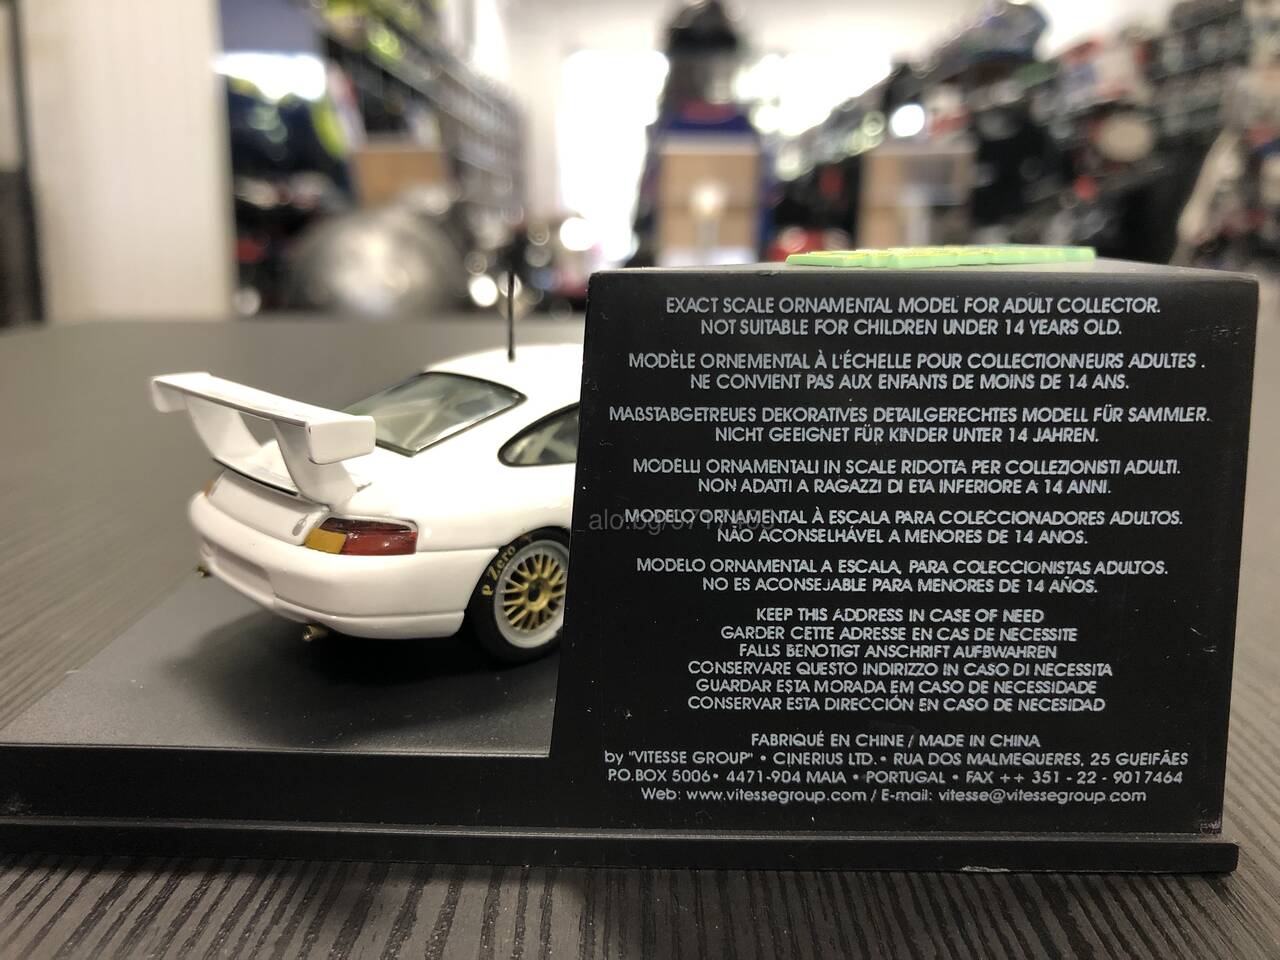 EXACT SCALE ORNAMENTAL MODEL FOR ADULT COLLECTOR.
NOT SUITABLE FOR CHILDREN UNDER 14 YEARS OLD.
MODÈLE ORNEMENTAL À L'ÉCHELLE POUR COLLECTIONNEURS ADULTES .
NE CONVIENT PAS AUX ENFANTS DE MOINS DE 14 ANS.
MAßSTABGETREUES DEKORATIVES DETAILGERECHTES MODELL FÜR SAMMLER.
NICHT GEEIGNET FÜR KINDER UNTER 14 JAHREN.
MODELLI ORNAMENTALI IN SCALE RIDOTTA PER COLLEZIONISTI ADULTI.
NON ADATTI A RAGAZZI DI ETA INFERIORE A 14 ANNI.
MODELO ORNAMENTAL À ESCALA PARA COLECCIONADORES ADULTOS.
NÃO ACONSELHÁVEL A MENORES DE 14 ANOS.
MODELO ORNAMENTAL A ESCALA, PARA COLECCIONISTAS ADULTOS.
NO ES ACONSEJABLE PARA MENORES DE 14 AÑOS.
KEEP THIS ADDRESS IN CASE OF NEED
GARDER CETTE ADRESSE EN CAS DE NECESSITE
FALLS BENÖTIGT ANSCHRIFT AUFBWAHREN
CONSERVARE QUESTO INDIRIZZO IN CASO DI NECESSITA
GUARDAR ESTA MORADA EM CASO DE NECESSIDADE
CONSERVAR ESTA DIRECCIÓN EN CASO DE NECESIDAD
FABRIQUÉ EN CHINE / MADE IN CHINA
by "VITESSE GROUP" • CINERIUS LTD. • RUA DOS MALMEQUERES, 25 GUEIFÃES
P.O.BOX 5006 • 4471-904 MAIA • PORTUGAL • FAX ++ 351 - 22 - 9017464
Web: www.vitessegroup.com / E-mail: vitesse@vitessegroup.com
P Zero